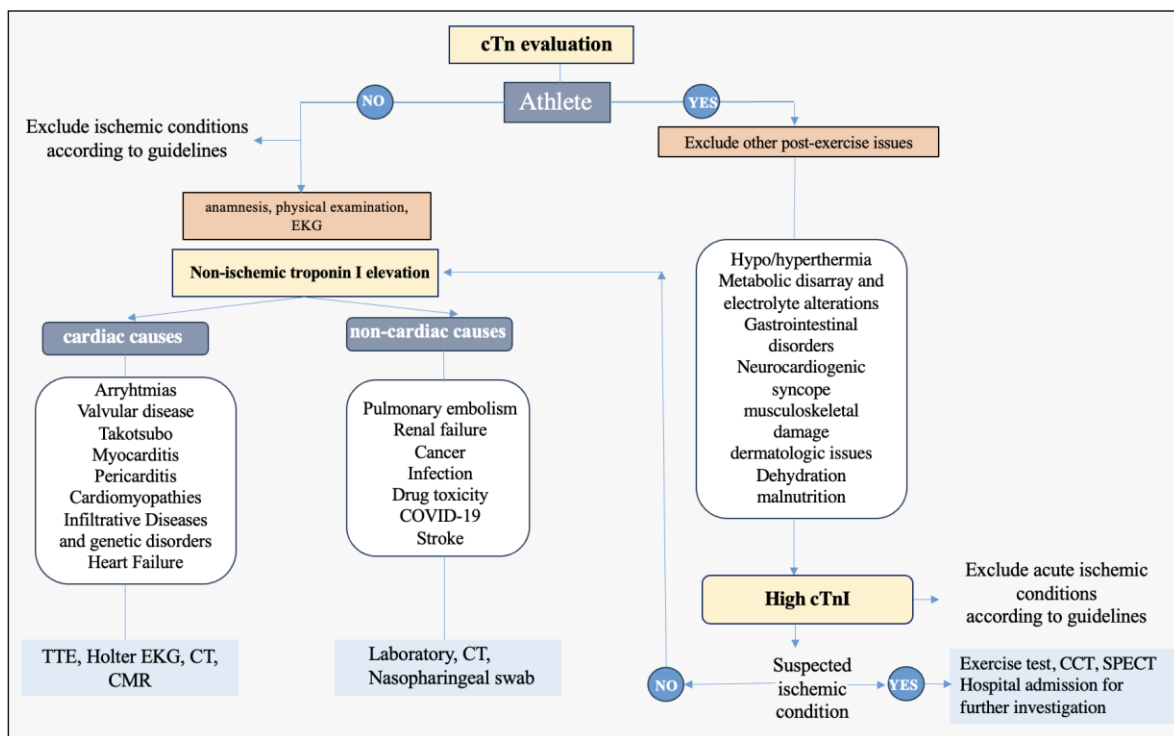 cTn evaluation
Athlete
NO
YES
Exclude ischemic conditions
according to guidelines
Exclude other post-exercise issues
anamnesis, physical examination,
EKG
Non-ischemic troponin I elevation
cardiac causes
non-cardiac causes
Arryhtmias
Valvular disease
Takotsubo
Myocarditis
Pericarditis
Cardiomyopathies
Infiltrative Diseases
and genetic disorders
Heart Failure
Pulmonary embolism
Renal failure
Cancer
Infection
Drug toxicity
COVID-19
Stroke
Hypo/hyperthermia
Metabolic disarray and
electrolyte alterations
Gastrointestinal
disorders
Neurocardiogenic
syncope
musculoskeletal
damage
dermatologic issues
Dehydration
malnutrition
TTE, Holter EKG, CT,
CMR
Laboratory, CT,
Nasopharingeal swab
High cTnI
Exclude acute ischemic
conditions
according to guidelines
NO
Suspected
ischemic
condition
YES
Exercise test, CCT, SPECT
Hospital admission for
further investigation